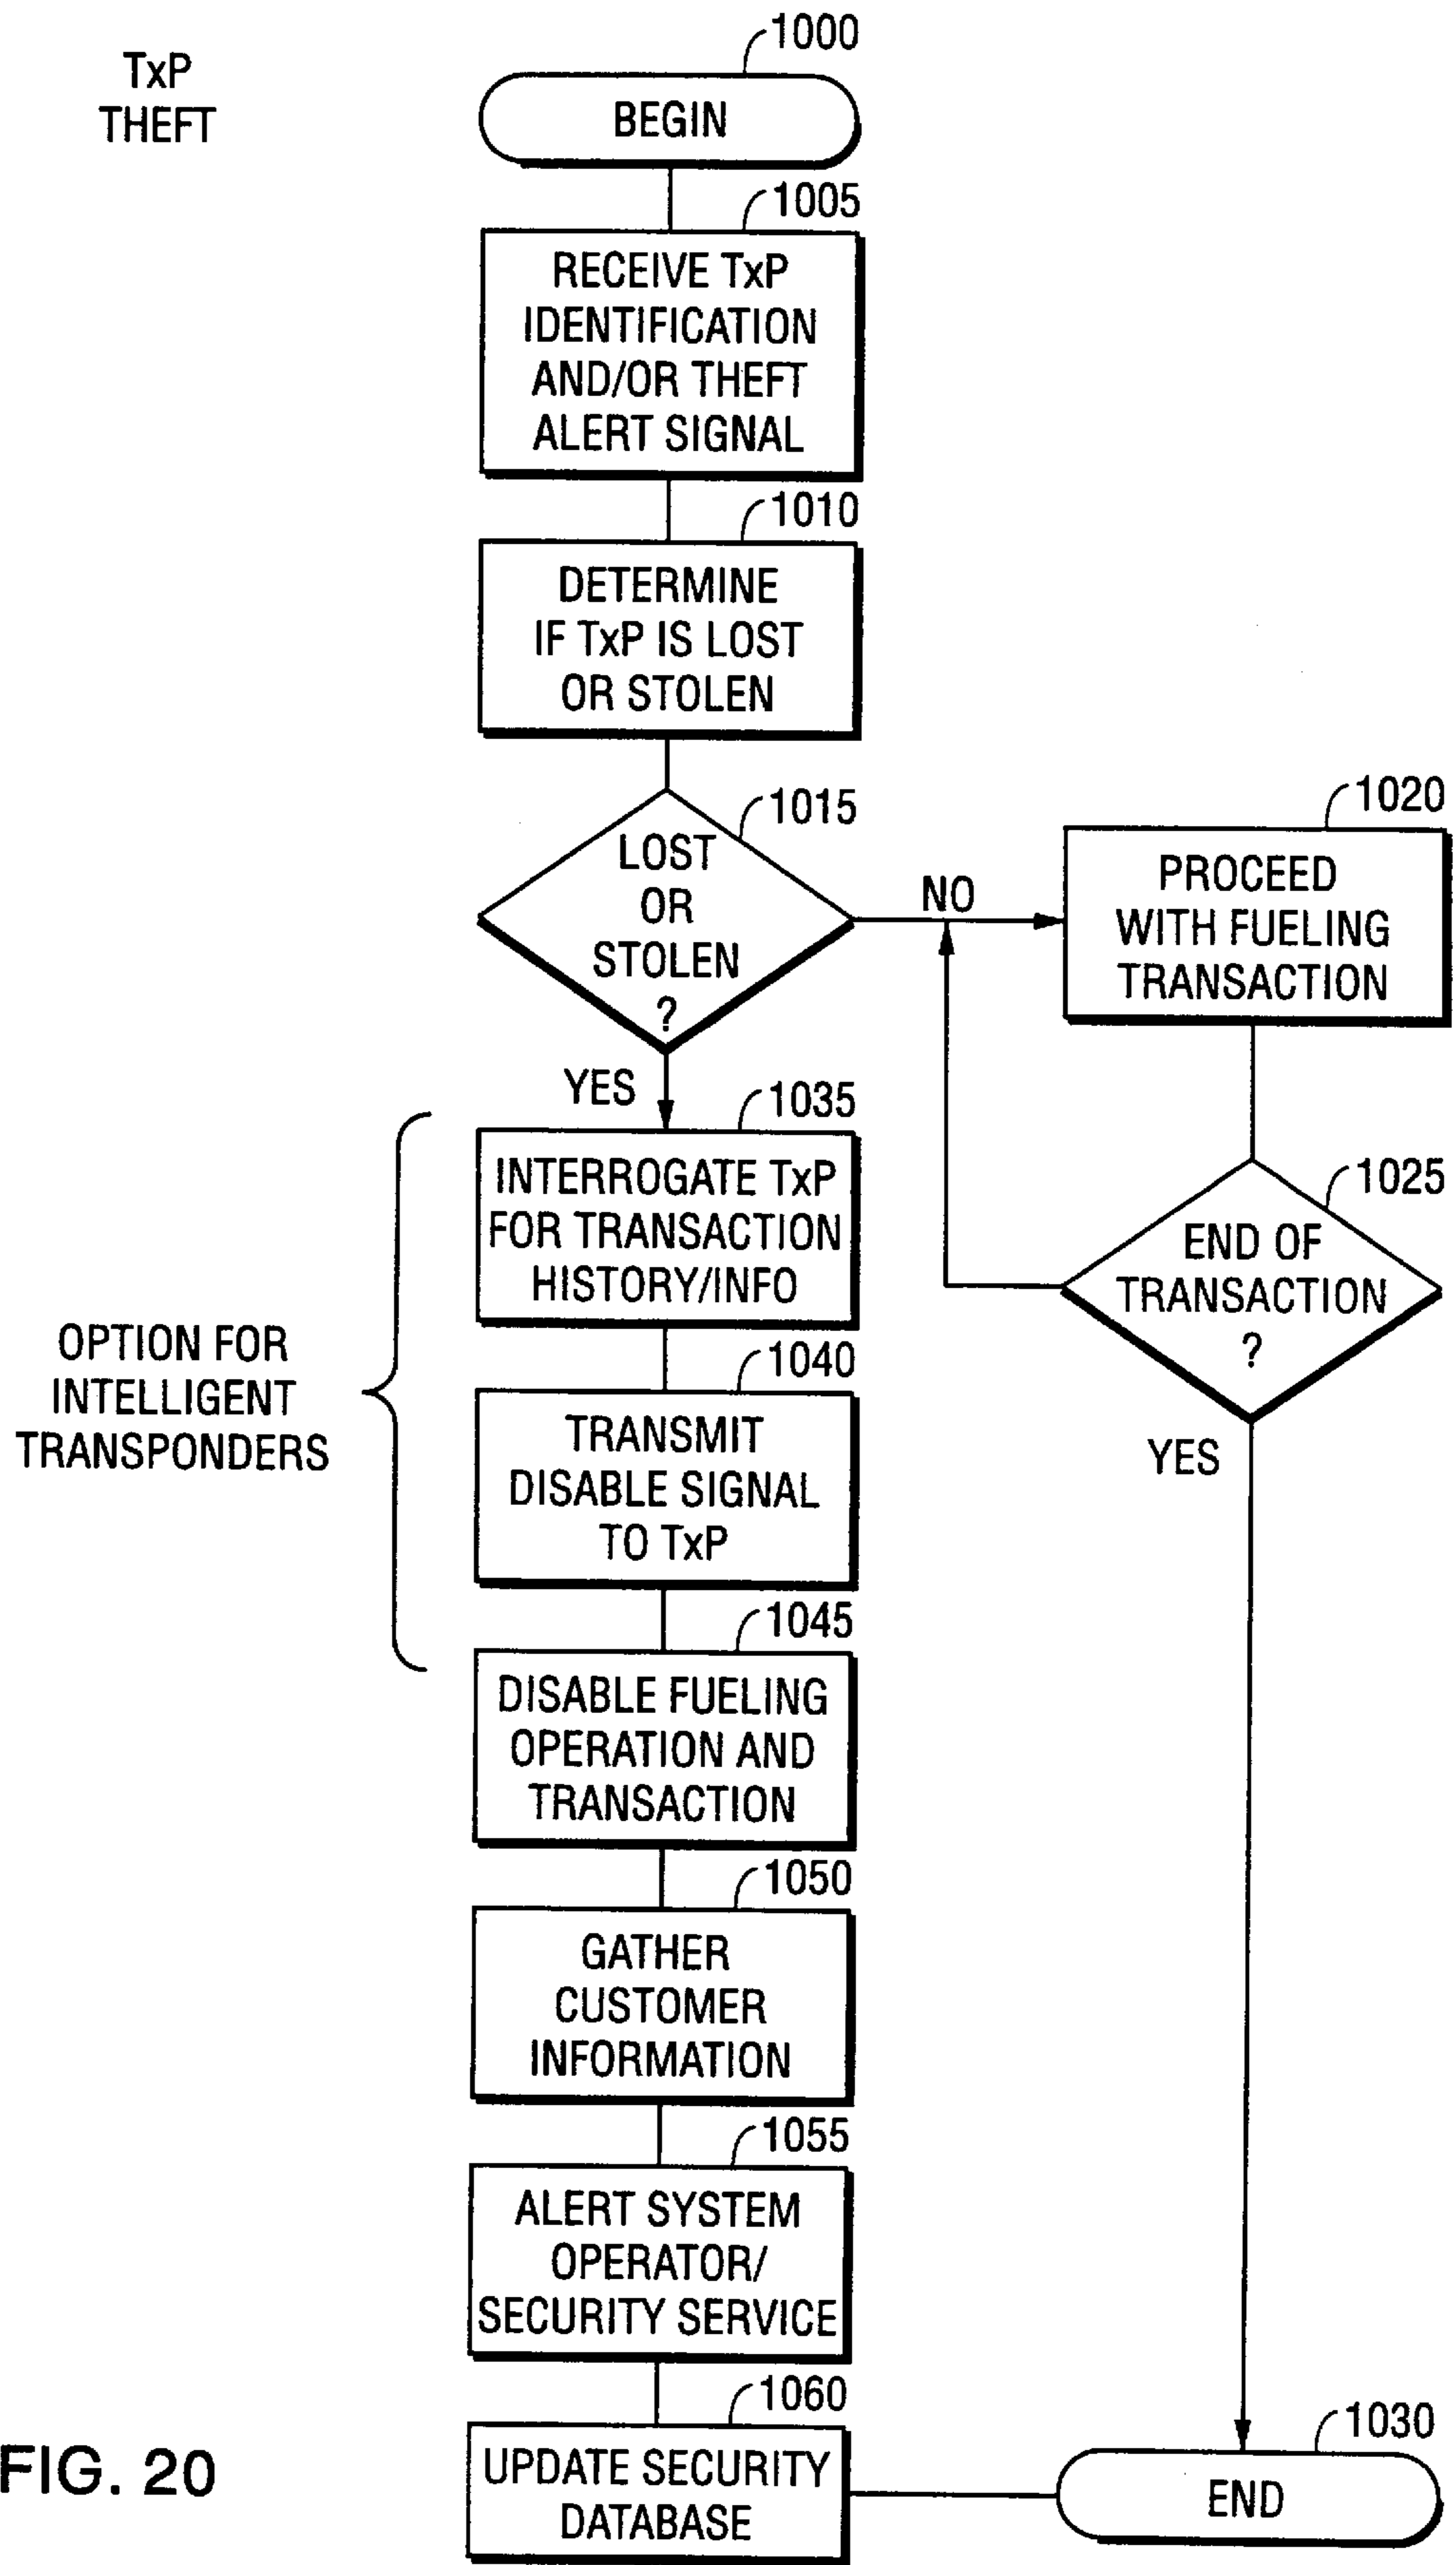 TxP
THEFT
1000
BEGIN
1005
RECEIVE TxP
IDENTIFICATION
AND/OR THEFT
ALERT SIGNAL
1010
DETERMINE
IF TxP IS LOST
OR STOLEN
1015
LOST
OR
STOLEN
?
NO
YES
1020
PROCEED
WITH FUELING
TRANSACTION
1025
END OF
TRANSACTION
?
YES
OPTION FOR
INTELLIGENT
TRANSPONDERS
1035
INTERROGATE TxP
FOR TRANSACTION
HISTORY/INFO
1040
TRANSMIT
DISABLE SIGNAL
TO TxP
1045
DISABLE FUELING
OPERATION AND
TRANSACTION
1050
GATHER
CUSTOMER
INFORMATION
1055
ALERT SYSTEM
OPERATOR/
SECURITY SERVICE
1060
UPDATE SECURITY
DATABASE
1030
END
FIG. 20